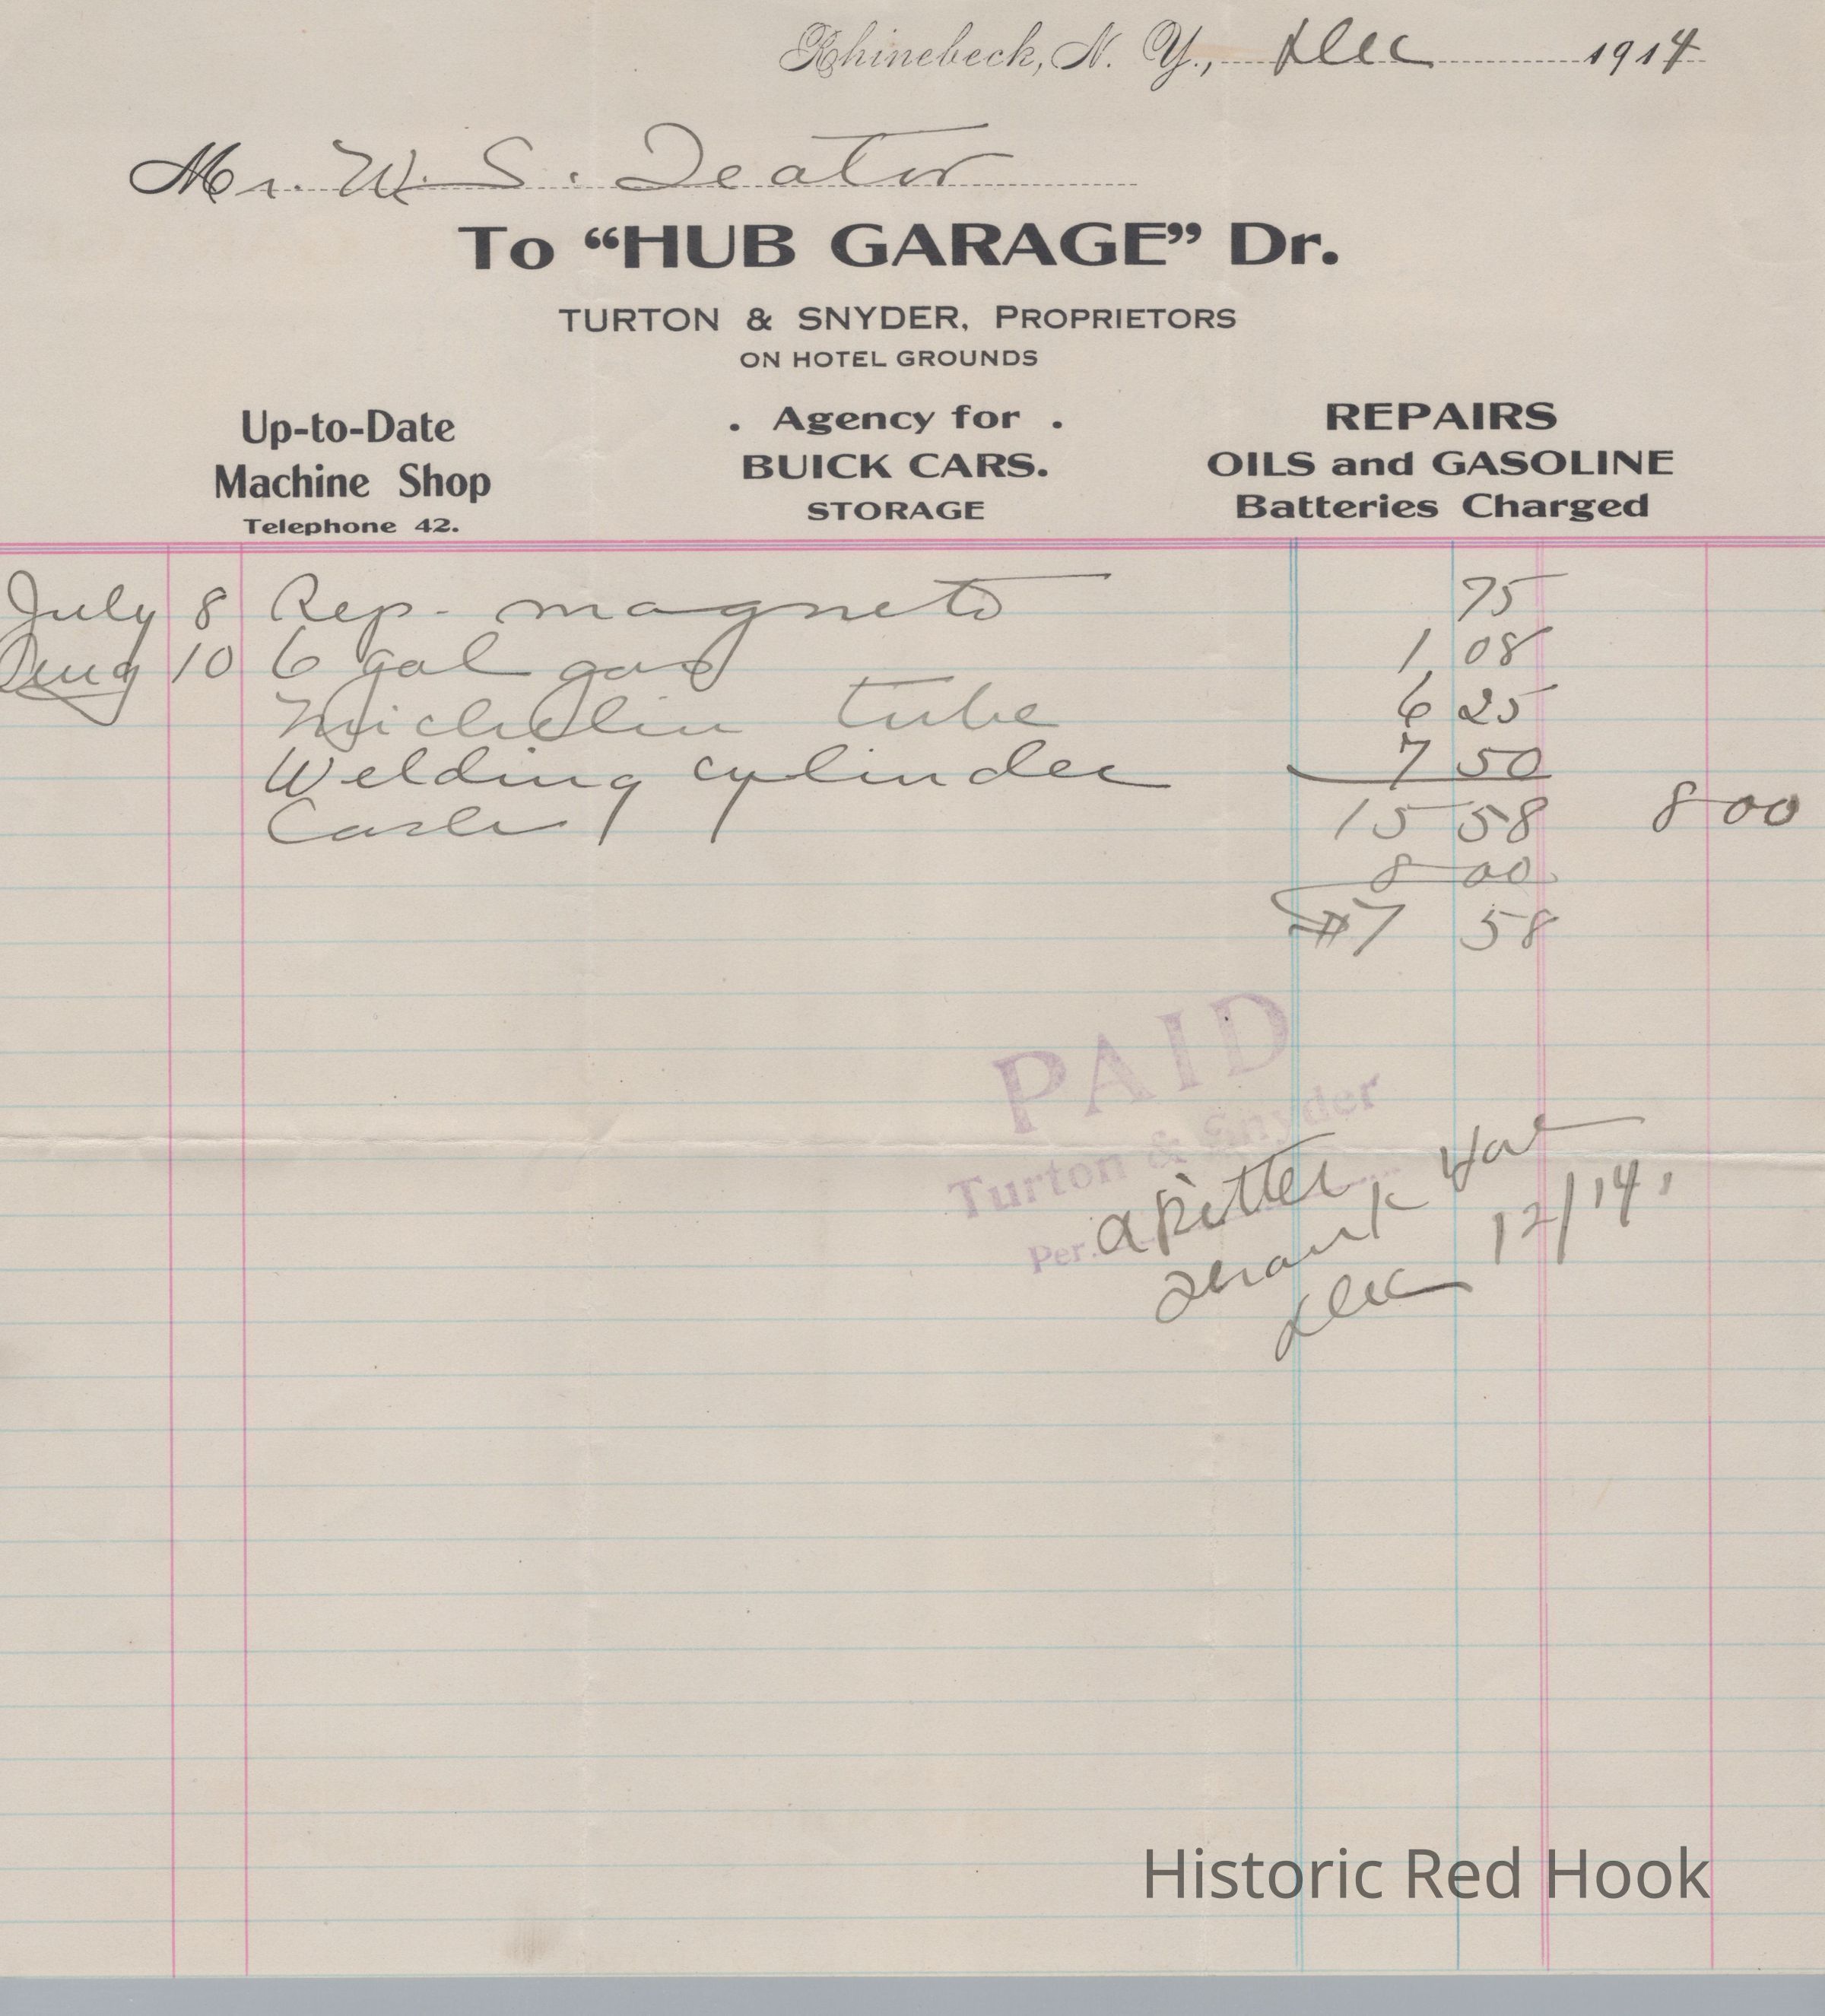 Rhinebeck, N. Y., Dec 1914
Mr. W. S. Teator
To “HUB GARAGE” Dr.
TURTON & SNYDER, PROPRIETORS
ON HOTEL GROUNDS
Up-to-Date
Machine Shop
Telephone 42.
. Agency for .
BUICK CARS.
STORAGE
REPAIRS
OILS and GASOLINE
Batteries Charged
July 8 Rep. magneto 75
Aug 10 6 gal gas 1 08
Michelin tube 6 25
Welding cylinder 7 50
Cash 15 58 8 00
8 00
$7 58
PAID
Turton & Snyder
Per.
Frank
Dec 12/14
Historic Red Hook